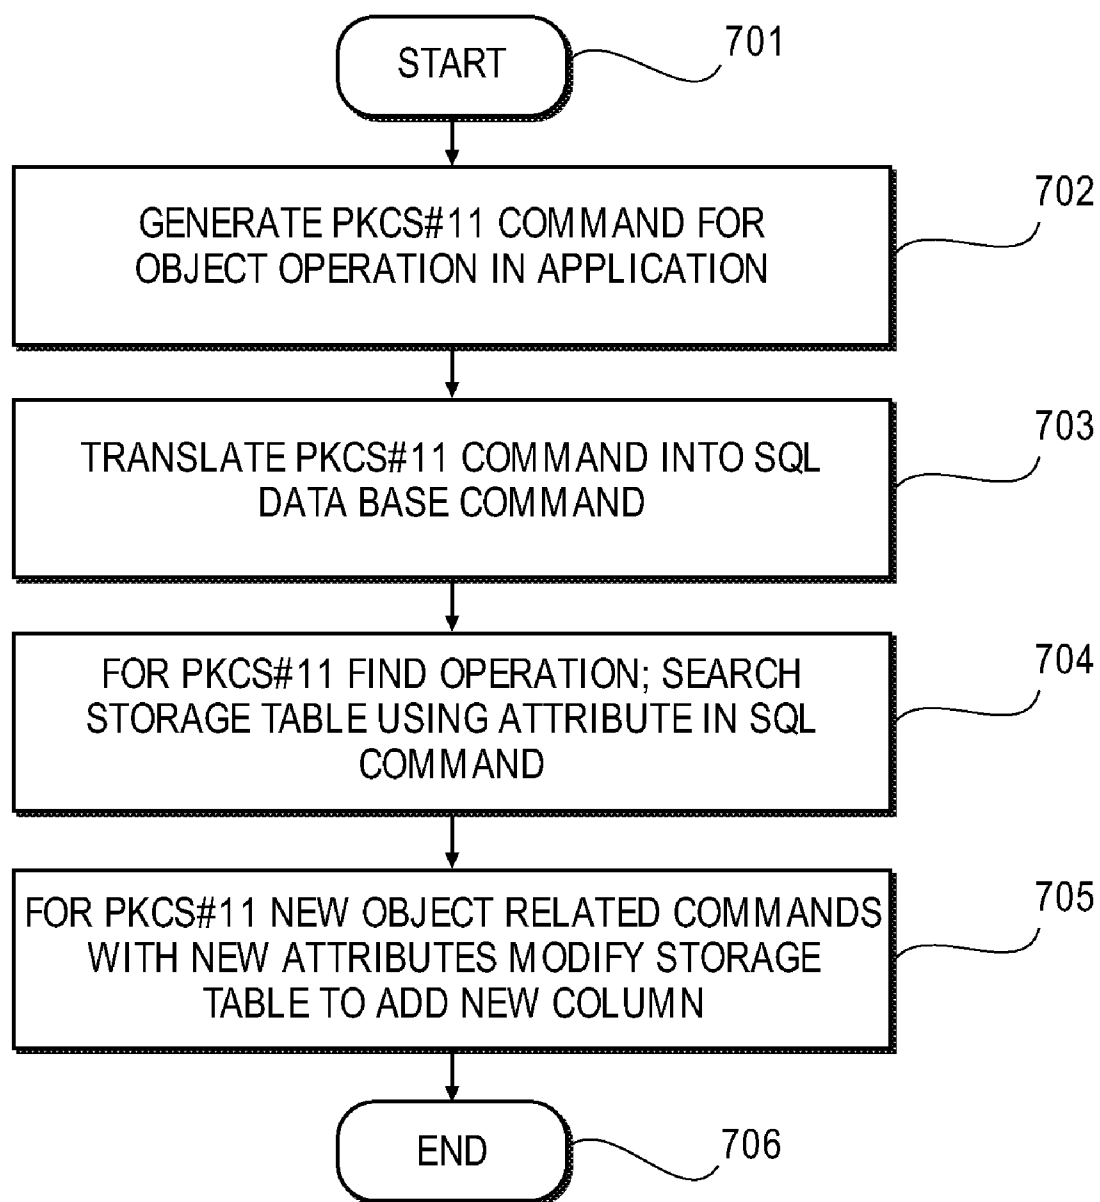 START
701
GENERATE PKCS#11 COMMAND FOR
OBJECT OPERATION IN APPLICATION
702
TRANSLATE PKCS#11 COMMAND INTO SQL
DATA BASE COMMAND
703
FOR PKCS#11 FIND OPERATION; SEARCH
STORAGE TABLE USING ATTRIBUTE IN SQL
COMMAND
704
FOR PKCS#11 NEW OBJECT RELATED COMMANDS
WITH NEW ATTRIBUTES MODIFY STORAGE
TABLE TO ADD NEW COLUMN
705
END
706